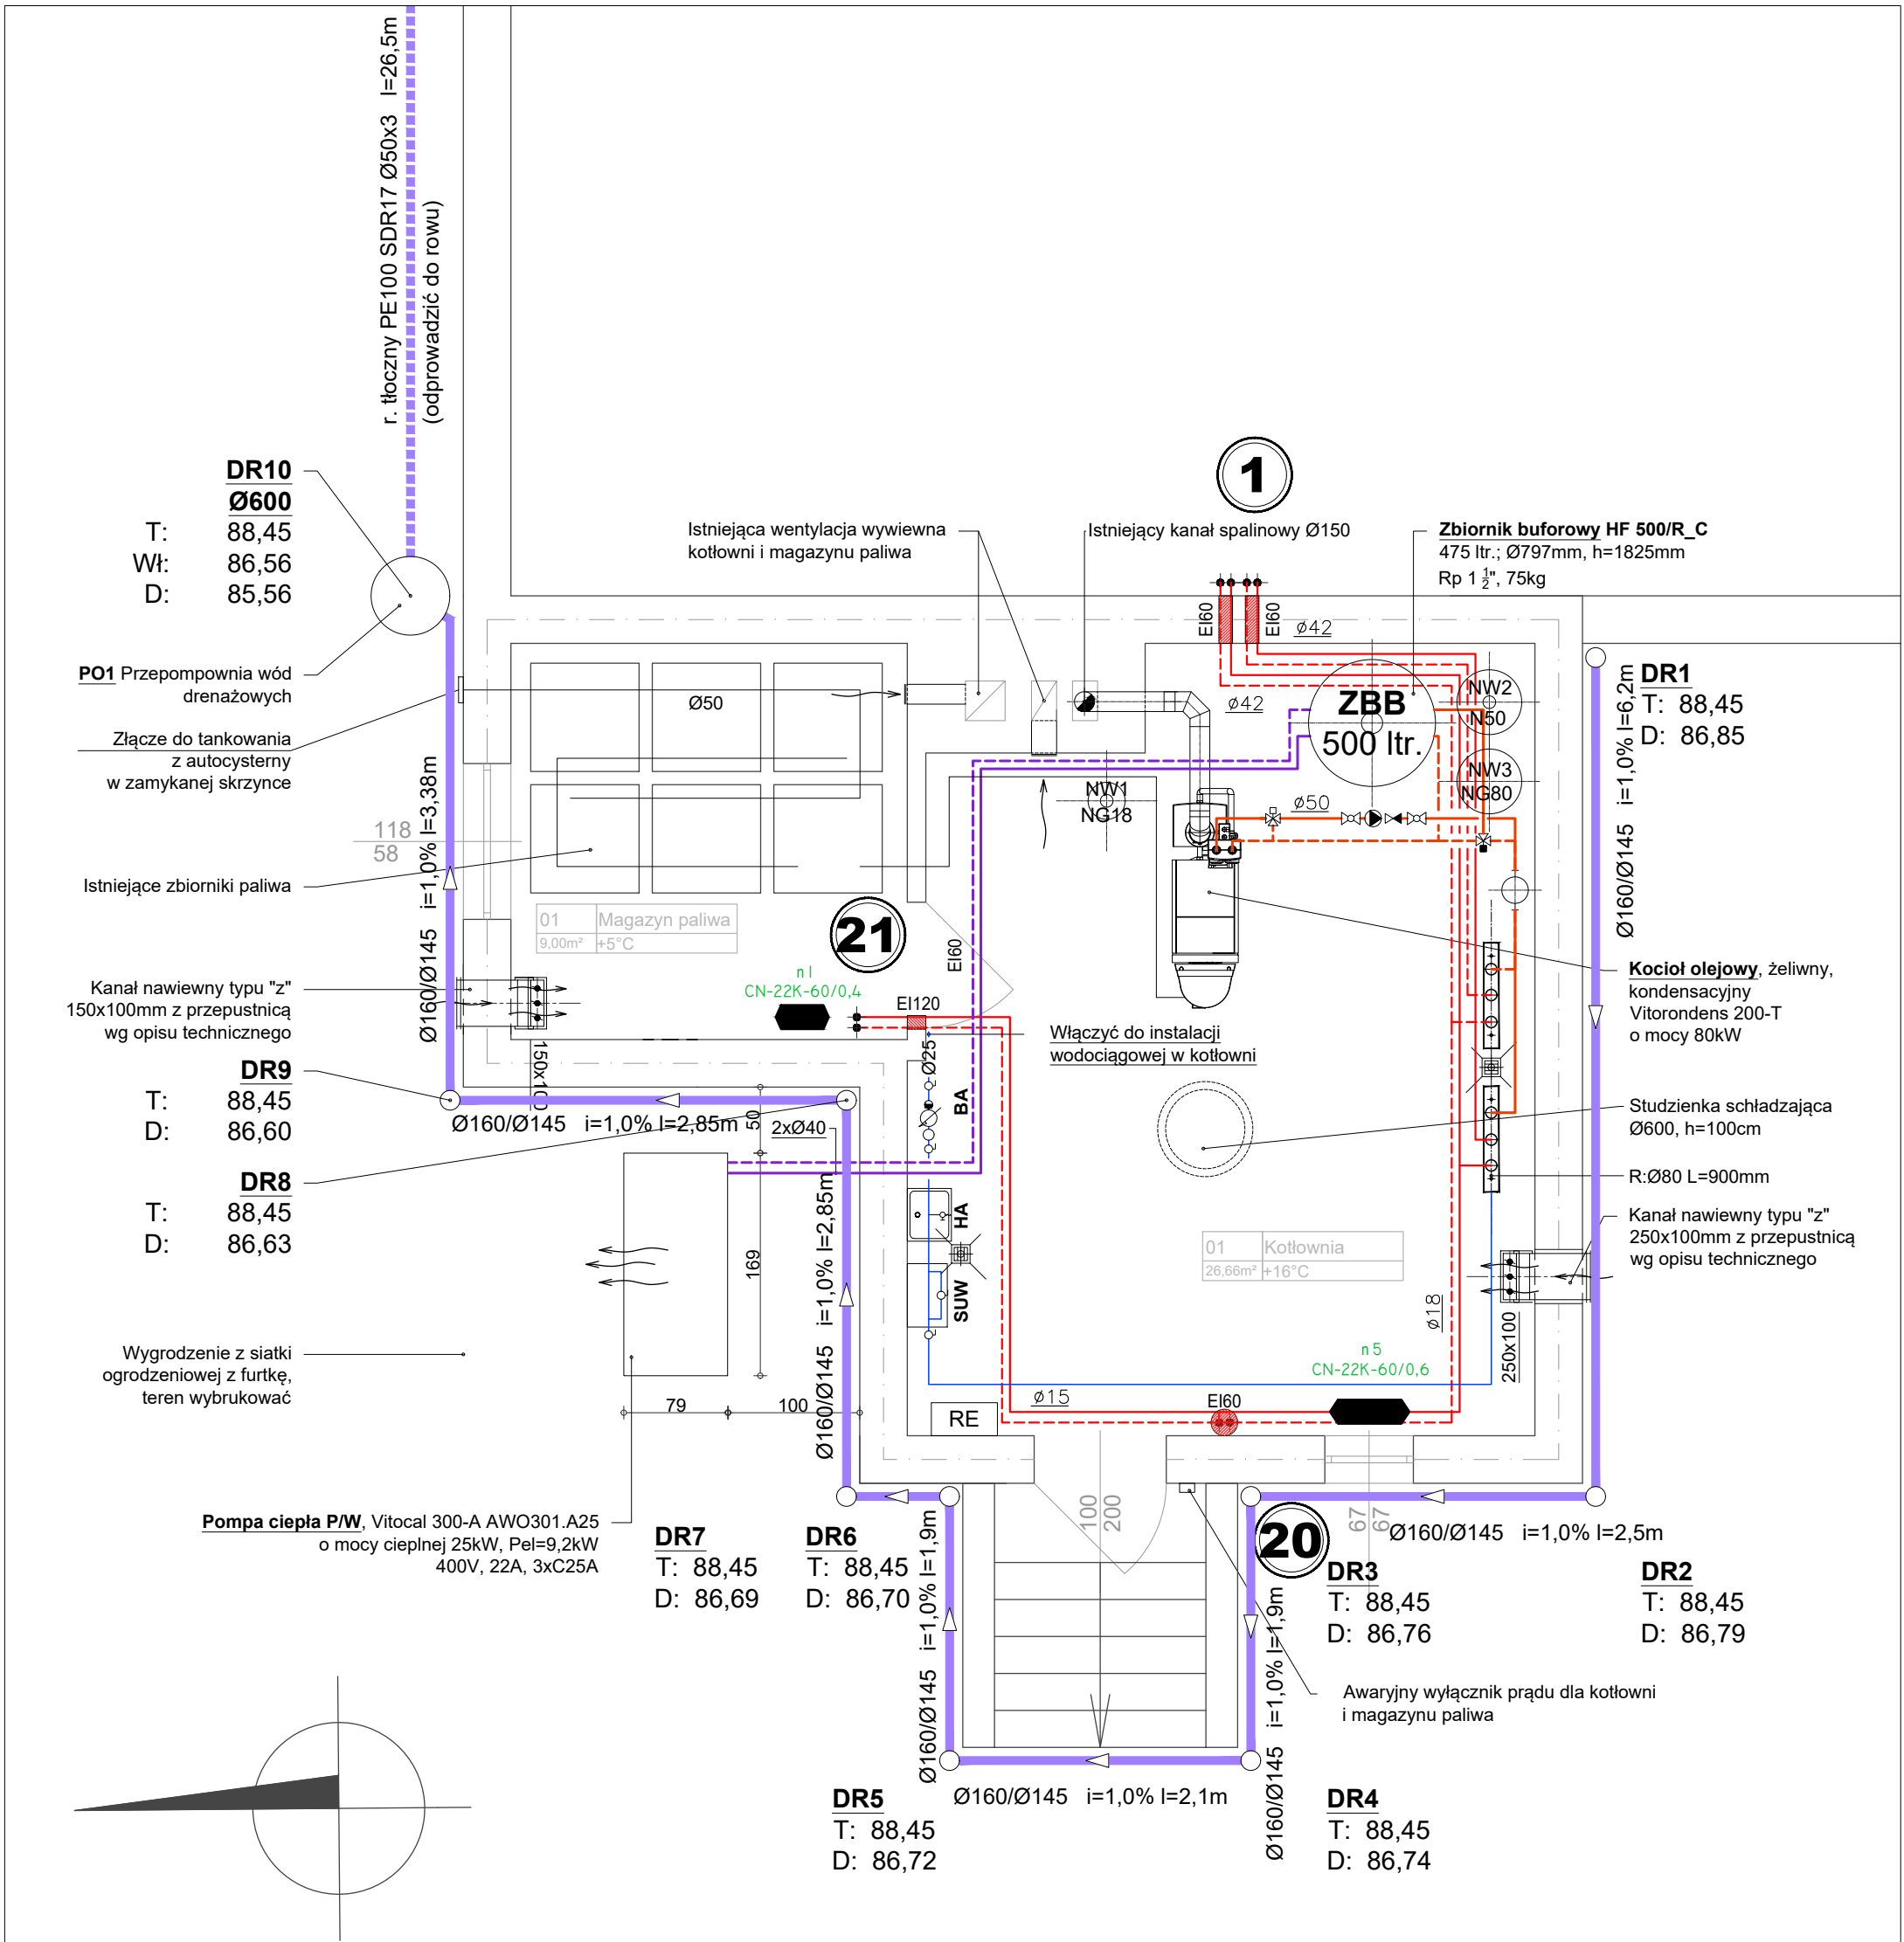 r. tłoczny PE100 SDR17 Ø50x3 l=26,5m
(odprowadzić do rowu)
DR10
Ø600
T: 88,45
Wł: 86,56
D: 85,56
PO1 Przepompownia wód
drenażowych
Złącze do tankowania
z autocysterny
w zamykanej skrzynce
118
58
Istniejące zbiorniki paliwa
Kanał nawiewny typu "z"
150x100mm z przepustnicą
wg opisu technicznego
DR9
T: 88,45
D: 86,60
DR8
T: 88,45
D: 86,63
Wygrodzenie z siatki
ogrodzeniowej z furtkę,
teren wybrukować
Pompa ciepła P/W, Vitocal 300-A AWO301.A25
o mocy cieplnej 25kW, Pel=9,2kW
400V, 22A, 3xC25A
Ø160/Ø145 i=1,0% l=3,38m
150x100
Ø160/Ø145 i=1,0% l=2,85m
50
2xØ40
169
79
100
Ø160/Ø145 i=1,0% l=2,85m
Istniejąca wentylacja wywiewna
kotłowni i magazynu paliwa
Istniejący kanał spalinowy Ø150
1
Zbiornik buforowy HF 500/R_C
475 ltr.; Ø797mm, h=1825mm
Rp 1 ½", 75kg
EI60
EI60
ø42
Ø50
ø42
ZBB
500 ltr.
NW2
N50
NW3
NG80
NW1
NG18
ø50
01 Magazyn paliwa
9,00m² +5°C
21
EI60
n l
CN-22K-60/0,4
EI120
Ø25
BA
HA
SUW
Włączyć do instalacji
wodociągowej w kotłowni
01 Kotłownia
26,66m² +16°C
ø18
n 5
CN-22K-60/0,6
ø15
EI60
RE
250x100
DR1
T: 88,45
D: 86,85
Ø160/Ø145 i=1,0% l=6,2m
Kocioł olejowy, żeliwny,
kondensacyjny
Vitorondens 200-T
o mocy 80kW
Studzienka schładzająca
Ø600, h=100cm
R:Ø80 L=900mm
Kanał nawiewny typu "z"
250x100mm z przepustnicą
wg opisu technicznego
100
200
67
67
20
Ø160/Ø145 i=1,0% l=2,5m
DR7
T: 88,45
D: 86,69
DR6
T: 88,45
D: 86,70
Ø160/Ø145 i=1,0% l=1,9m
DR3
T: 88,45
D: 86,76
DR2
T: 88,45
D: 86,79
Ø160/Ø145 i=1,0% l=1,9m
Awaryjny wyłącznik prądu dla kotłowni
i magazynu paliwa
DR5
T: 88,45
D: 86,72
Ø160/Ø145 i=1,0% l=2,1m
DR4
T: 88,45
D: 86,74